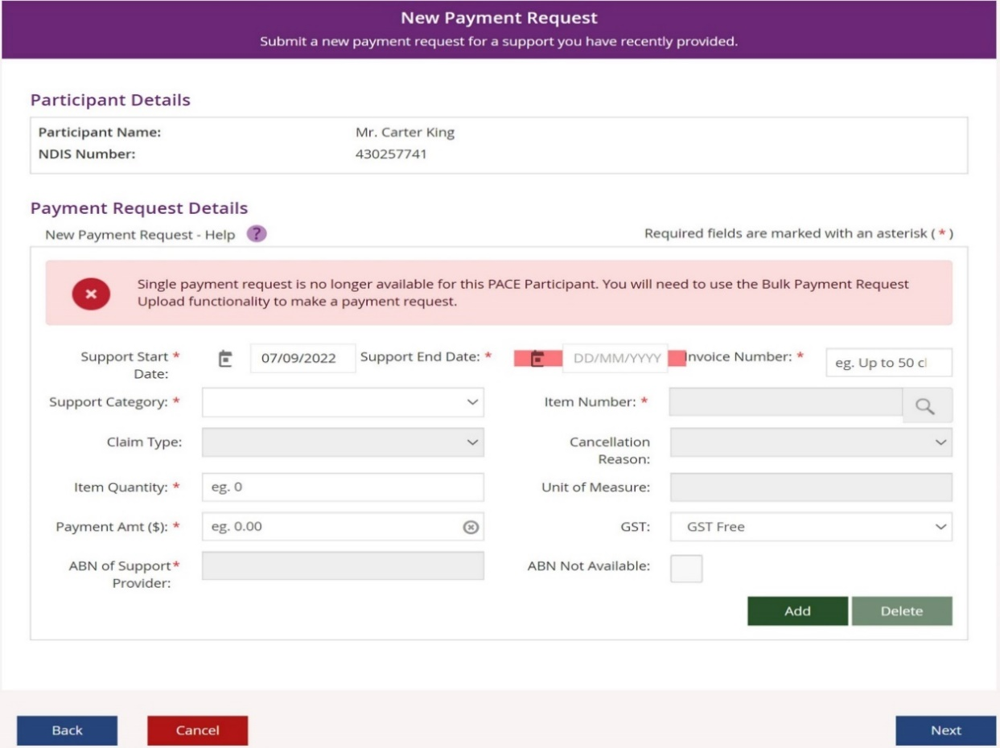 New Payment Request
Submit a new payment request for a support you have recently provided.
Participant Details
Participant Name: Mr. Carter King
NDIS Number: 430257741
Payment Request Details
New Payment Request - Help ? Required fields are marked with an asterisk ( * )
Single payment request is no longer available for this PACE Participant. You will need to use the Bulk Payment Request
Upload functionality to make a payment request.
Support Start * 07/09/2022 Support End Date: * DD/MM/YYYY Invoice Number: * eg. Up to 50 cl
Date:
Support Category: * Item Number: *
Claim Type: Cancellation
Reason:
Item Quantity: * eg. 0 Unit of Measure:
Payment Amt ($): * eg. 0.00 GST: GST Free
ABN of Support* ABN Not Available:
Provider:
Add Delete
Back Cancel Next